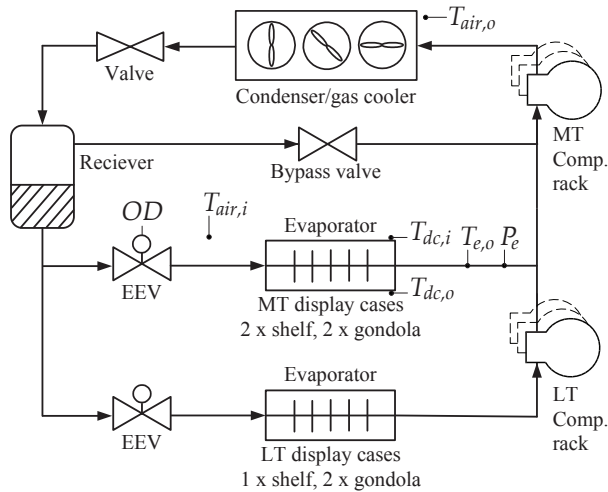 T_air,o
Valve
Condenser/gas cooler
MT
Comp.
rack
Reciever
Bypass valve
OD
T_air,i
Evaporator
T_dc,i
T_e,o
P_e
EEV
T_dc,o
MT display cases
2 x shelf, 2 x gondola
Evaporator
LT
Comp.
rack
EEV
LT display cases
1 x shelf, 2 x gondola